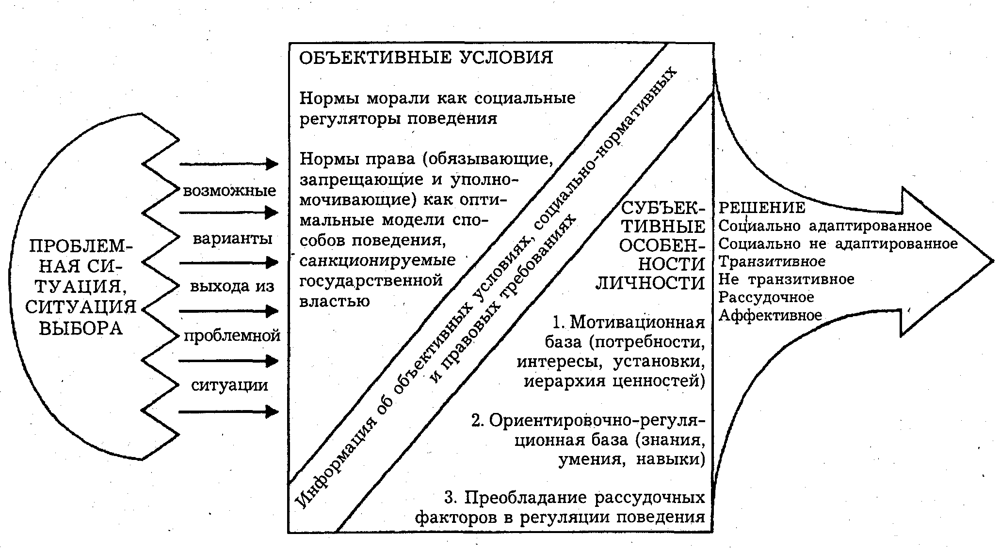 ПРОБЛЕМ-
НАЯ СИ-
ТУАЦИЯ,
СИТУАЦИЯ
ВЫБОРА
возможные
варианты
выхода из
проблемной
ситуации
ОБЪЕКТИВНЫЕ УСЛОВИЯ
Нормы морали как социальные
регуляторы поведения
Нормы права (обязывающие,
запрещающие и уполно-
мочивающие) как опти-
мальные модели спо-
собов поведения,
санкционируемые
государственной
властью
Информация об объективных условиях, социально-нормативных
и правовых требованиях
СУБЪЕК-
ТИВНЫЕ
ОСОБЕН-
НОСТИ
ЛИЧНОСТИ
1. Мотивационная
база (потребности,
интересы, установки,
иерархия ценностей)
2. Ориентировочно-регуля-
ционная база (знания,
умения, навыки)
3. Преобладание рассудочных
факторов в регуляции поведения
РЕШЕНИЕ
Социально адаптированное
Социально не адаптированное
Транзитивное
Не транзитивное
Рассудочное
Аффективное